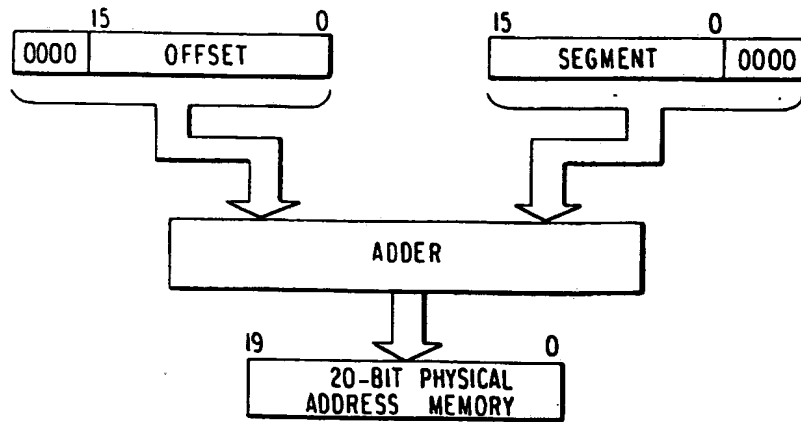 15 0
0000 OFFSET
15 0
SEGMENT 0000
ADDER
19 0
20-BIT PHYSICAL
ADDRESS MEMORY